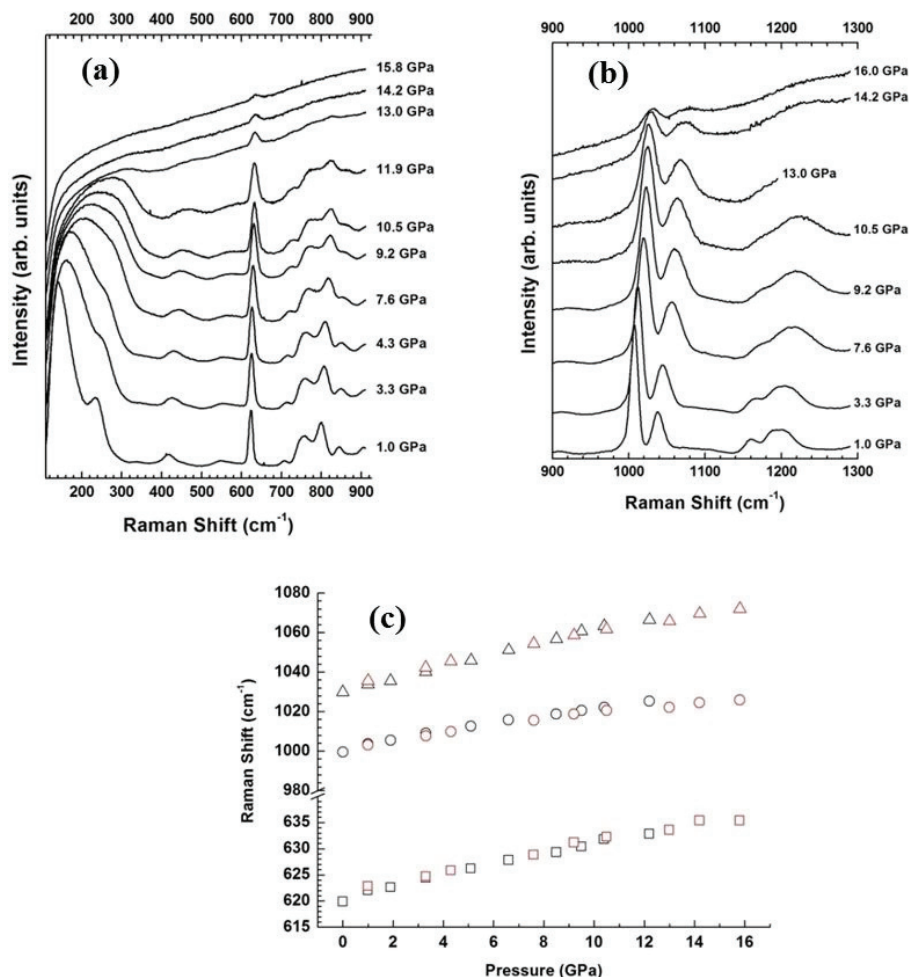 200 300 400 500 600 700 800 900
(a)
15.8 GPa
14.2 GPa
13.0 GPa
11.9 GPa
10.5 GPa
9.2 GPa
7.6 GPa
4.3 GPa
3.3 GPa
1.0 GPa
Intensity (arb. units)
200 300 400 500 600 700 800 900
Raman Shift (cm⁻¹)
900 1000 1100 1200 1300
(b)
16.0 GPa
14.2 GPa
13.0 GPa
10.5 GPa
9.2 GPa
7.6 GPa
3.3 GPa
1.0 GPa
Intensity (arb. units)
900 1000 1100 1200 1300
Raman Shift (cm⁻¹)
(c)
1080
1060
1040
1020
1000
980
635
630
625
620
615
Raman Shift (cm⁻¹)
0 2 4 6 8 10 12 14 16
Pressure (GPa)